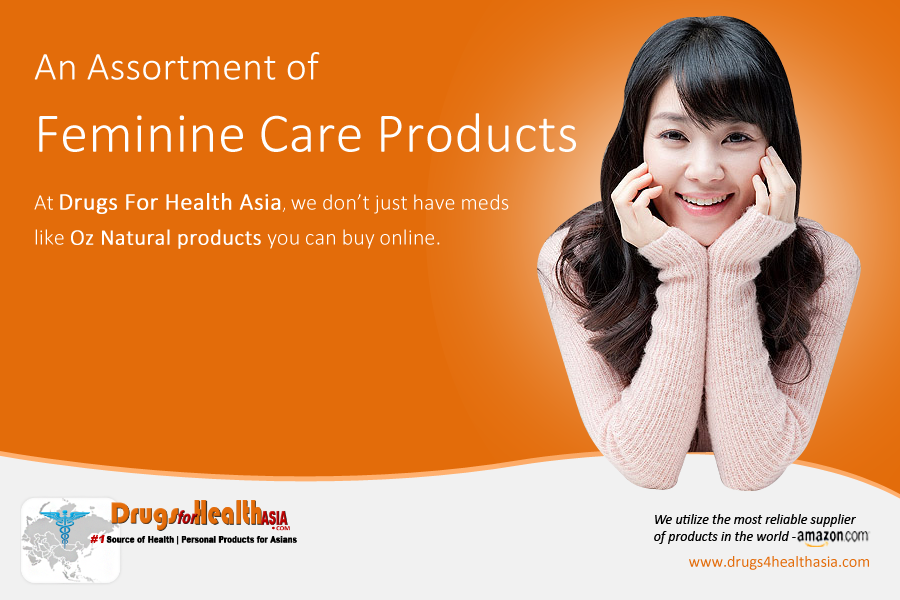 An Assortment of
Feminine Care Products
At Drugs For Health Asia, we don't just have meds
like Oz Natural products you can buy online.
DrugsforHealthASIA
.COM
#1 Source of Health | Personal Products for Asians
We utilize the most reliable supplier
of products in the world - amazon.com
www.drugs4healthasia.com